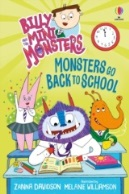 BILLY
AND THE
MINI
MONSTERS
MONSTERS
GO BACK TO SCHOOL
ZANNA DAVIDSON
MELANIE WILLIAMSON